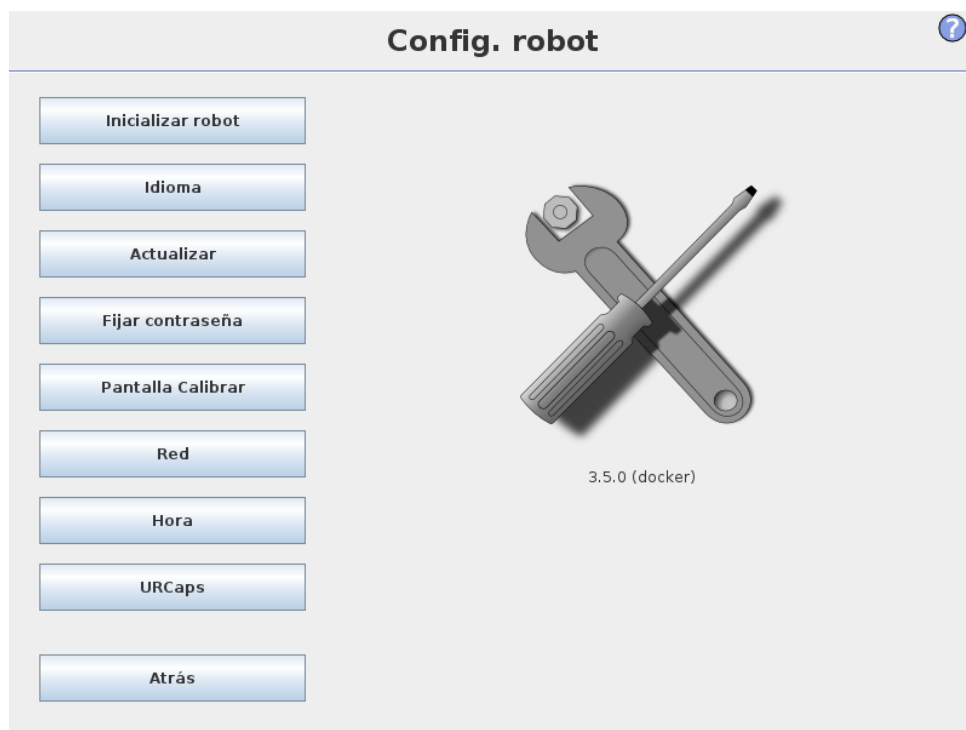 Config. robot
?
Inicializar robot
Idioma
Actualizar
Fijar contraseña
Pantalla Calibrar
Red
Hora
URCaps
Atrás
3.5.0 (docker)